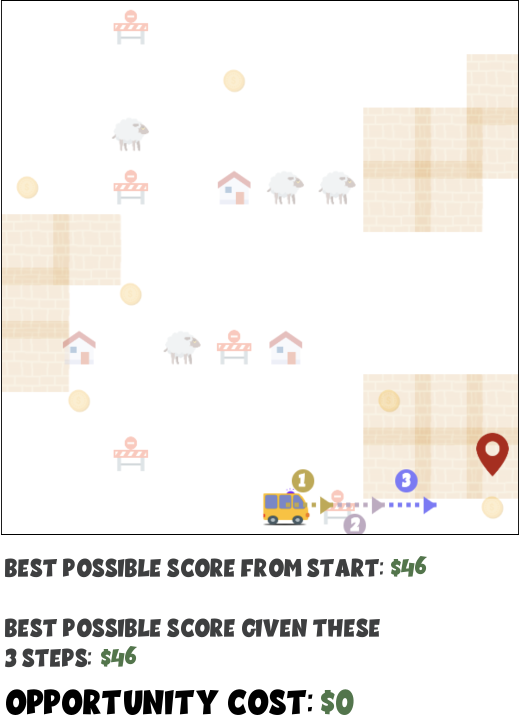 1
3
2
BEST POSSIBLE SCORE FROM START: $46
BEST POSSIBLE SCORE GIVEN THESE
3 STEPS: $46
OPPORTUNITY COST: $0